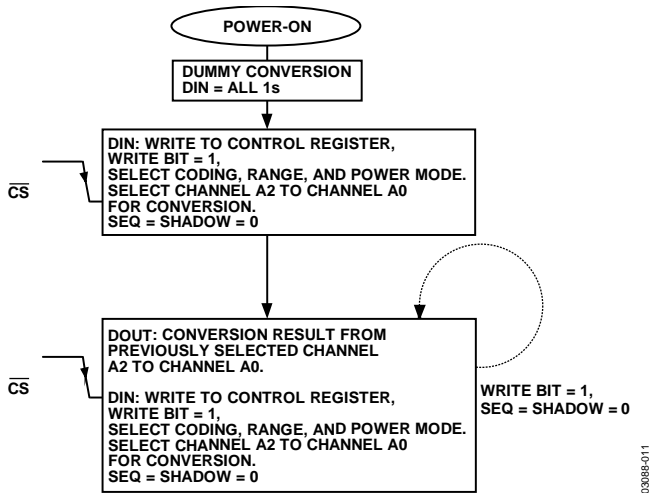 POWER-ON
DUMMY CONVERSION
DIN = ALL 1s
DIN: WRITE TO CONTROL REGISTER,
WRITE BIT = 1,
SELECT CODING, RANGE, AND POWER MODE.
SELECT CHANNEL A2 TO CHANNEL A0
FOR CONVERSION.
SEQ = SHADOW = 0
CS
DOUT: CONVERSION RESULT FROM
PREVIOUSLY SELECTED CHANNEL
A2 TO CHANNEL A0.
DIN: WRITE TO CONTROL REGISTER,
WRITE BIT = 1,
SELECT CODING, RANGE, AND POWER MODE.
SELECT CHANNEL A2 TO CHANNEL A0
FOR CONVERSION.
SEQ = SHADOW = 0
CS
WRITE BIT = 1,
SEQ = SHADOW = 0
03088-011